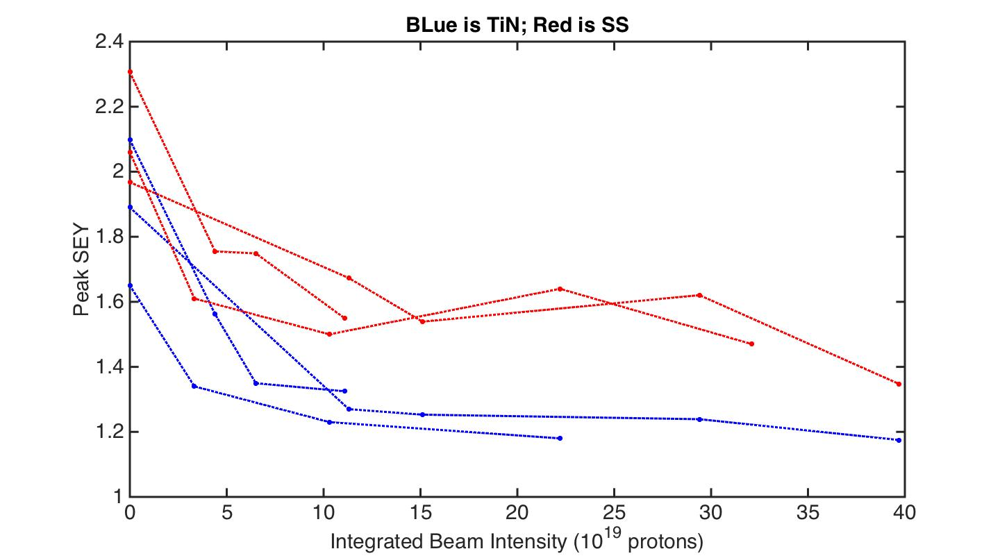 BLue is TiN; Red is SS
2.4
2.2
2
1.8
1.6
1.4
1.2
1
Peak SEY
0 5 10 15 20 25 30 35 40
Integrated Beam Intensity (10^19 protons)